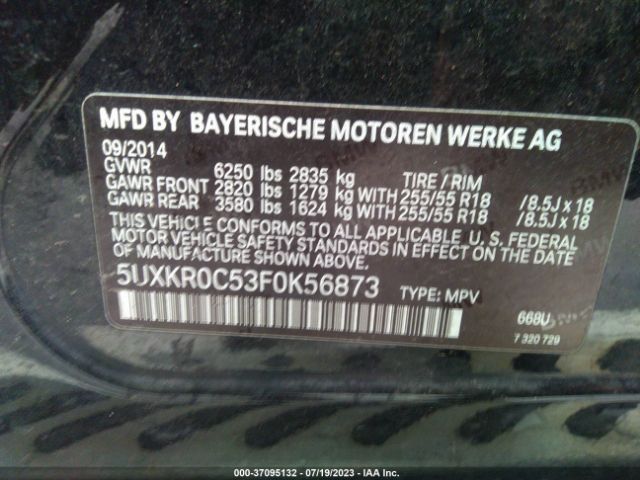 MFD BY BAYERISCHE MOTOREN WERKE AG
09/2014
GVWR 6250 lbs 2835 kg TIRE / RIM
GAWR FRONT 2820 lbs 1279 kg WITH 255/55 R18 /8.5J x 18
GAWR REAR 3580 lbs 1624 kg WITH 255/55 R18 /8.5J x 18
THIS VEHICLE CONFORMS TO ALL APPLICABLE U. S. FEDERAL
MOTOR VEHICLE SAFETY STANDARDS IN EFFECT ON THE DATE
OF MANUFACTURE SHOWN ABOVE.
5UXKR0C53F0K56873 TYPE: MPV
668U
7 320 729
000-37095132 - 07/19/2023 - IAA Inc.